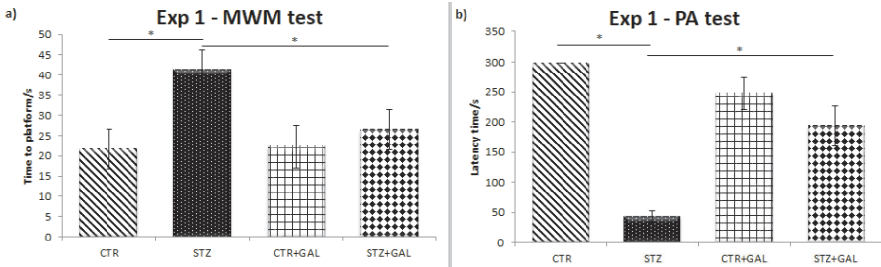 a)
Exp 1 - MWM test
50
45
40
35
30
25
20
15
10
5
0
Time to platform/s
*
*
CTR
STZ
CTR+GAL
STZ+GAL
b)
Exp 1 - PA test
350
300
250
200
150
100
50
0
Latency time/s
*
*
CTR
STZ
CTR+GAL
STZ+GAL